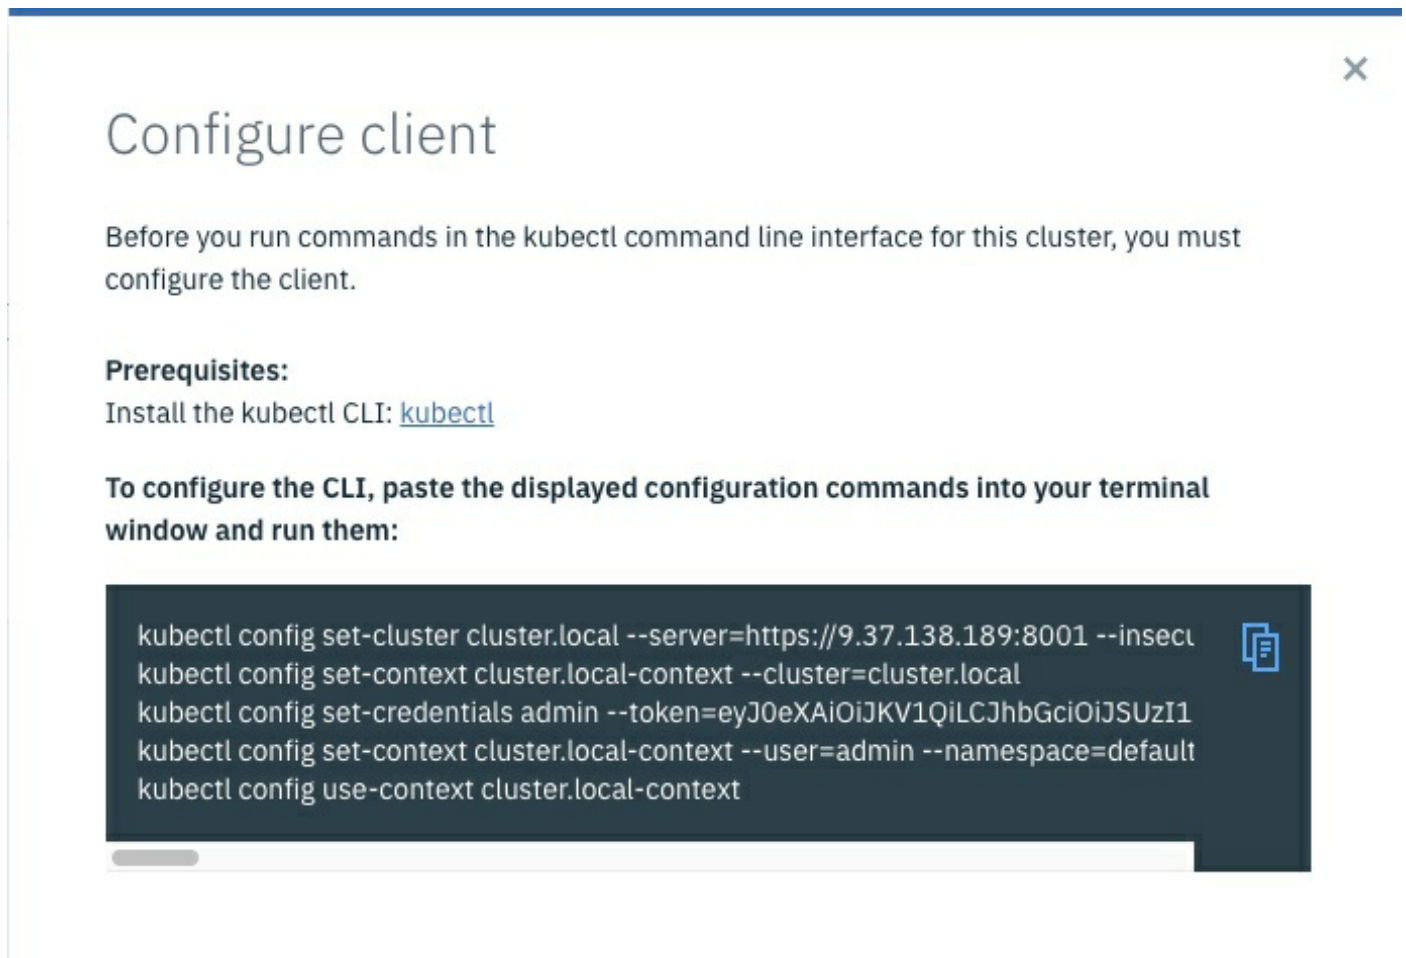 Configure client
Before you run commands in the kubectl command line interface for this cluster, you must
configure the client.
Prerequisites:
Install the kubectl CLI: kubectl
To configure the CLI, paste the displayed configuration commands into your terminal
window and run them:
kubectl config set-cluster cluster.local --server=https://9.37.138.189:8001 --insecu
kubectl config set-context cluster.local-context --cluster=cluster.local
kubectl config set-credentials admin --token=eyJ0eXAiOiJKV1QiLCJhbGciOiJSUzI1
kubectl config set-context cluster.local-context --user=admin --namespace=default
kubectl config use-context cluster.local-context